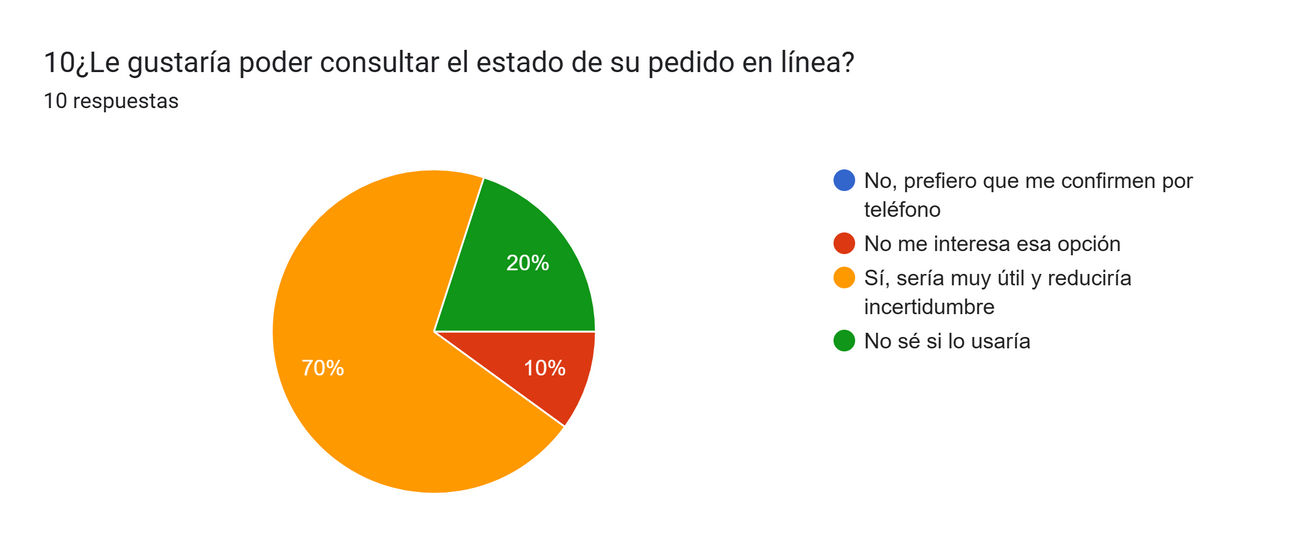 10¿Le gustaría poder consultar el estado de su pedido en línea?
10 respuestas
20%
70%
10%
No, prefiero que me confirmen por
teléfono
No me interesa esa opción
Sí, sería muy útil y reduciría
incertidumbre
No sé si lo usaría